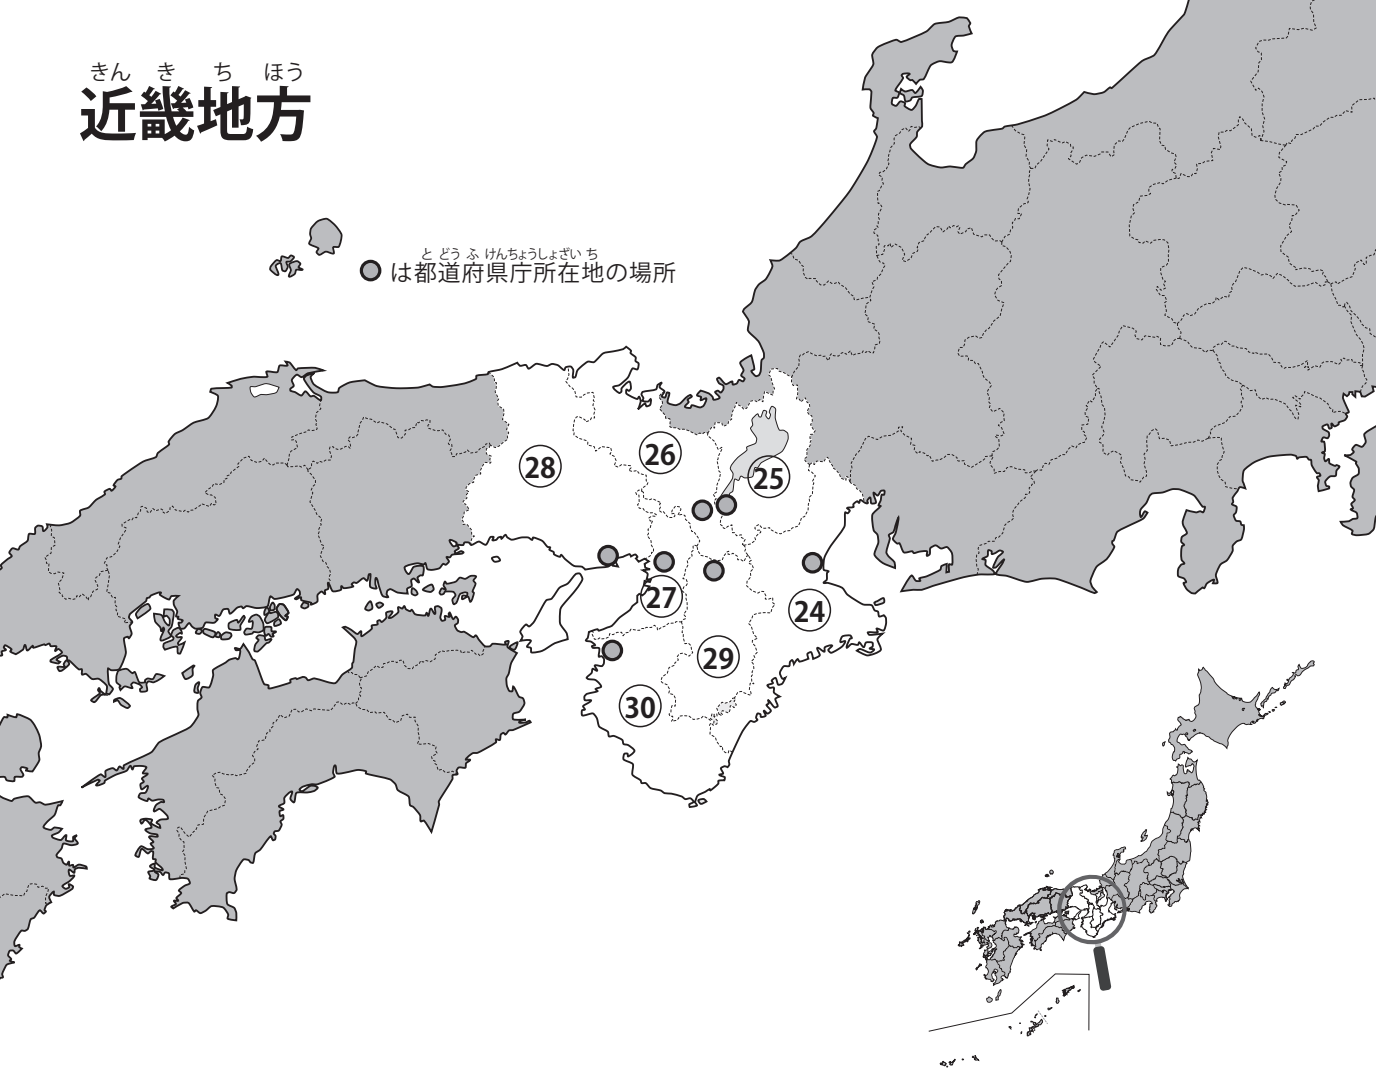 きん き ち ほう
近畿地方
と どう ふ けんちょうしょざい ち
は都道府県庁所在地の場所
28
26
25
27
24
29
30